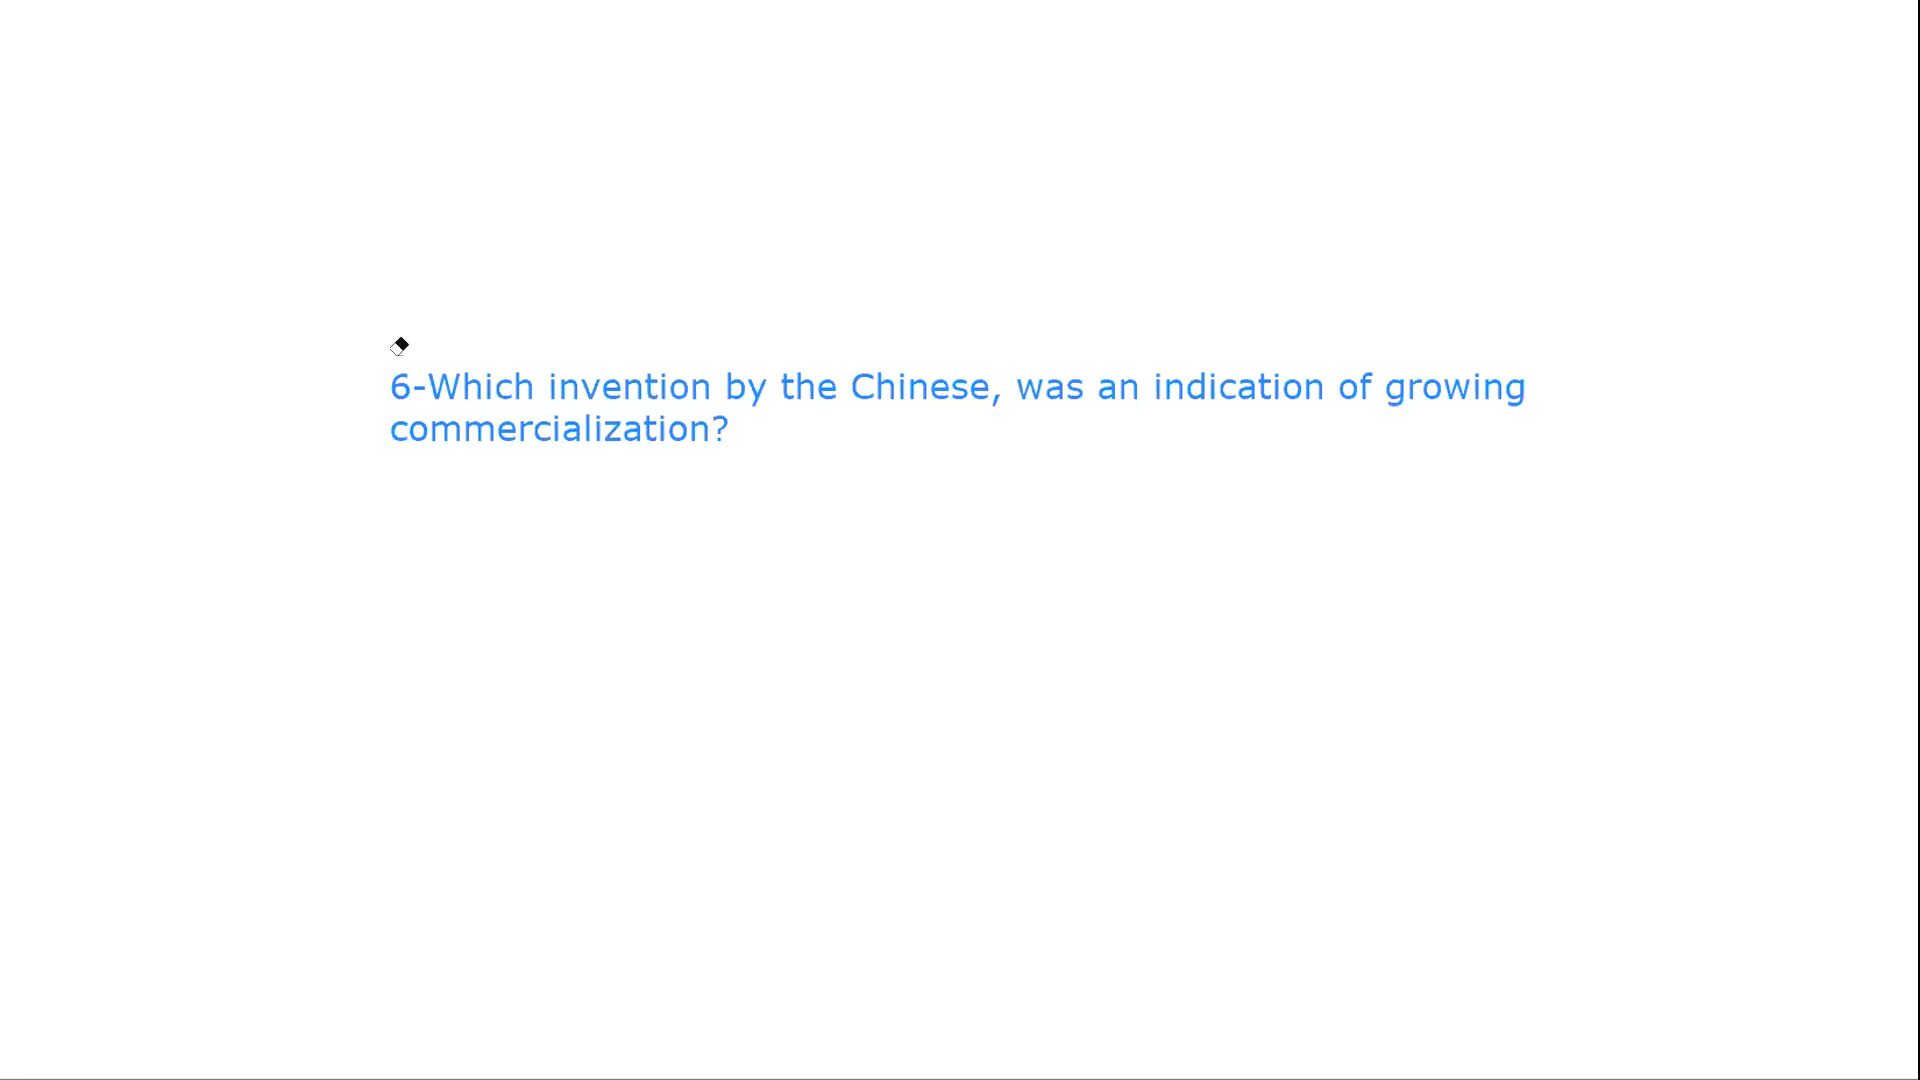 6-Which invention by the Chinese, was an indication of growing
commercialization?